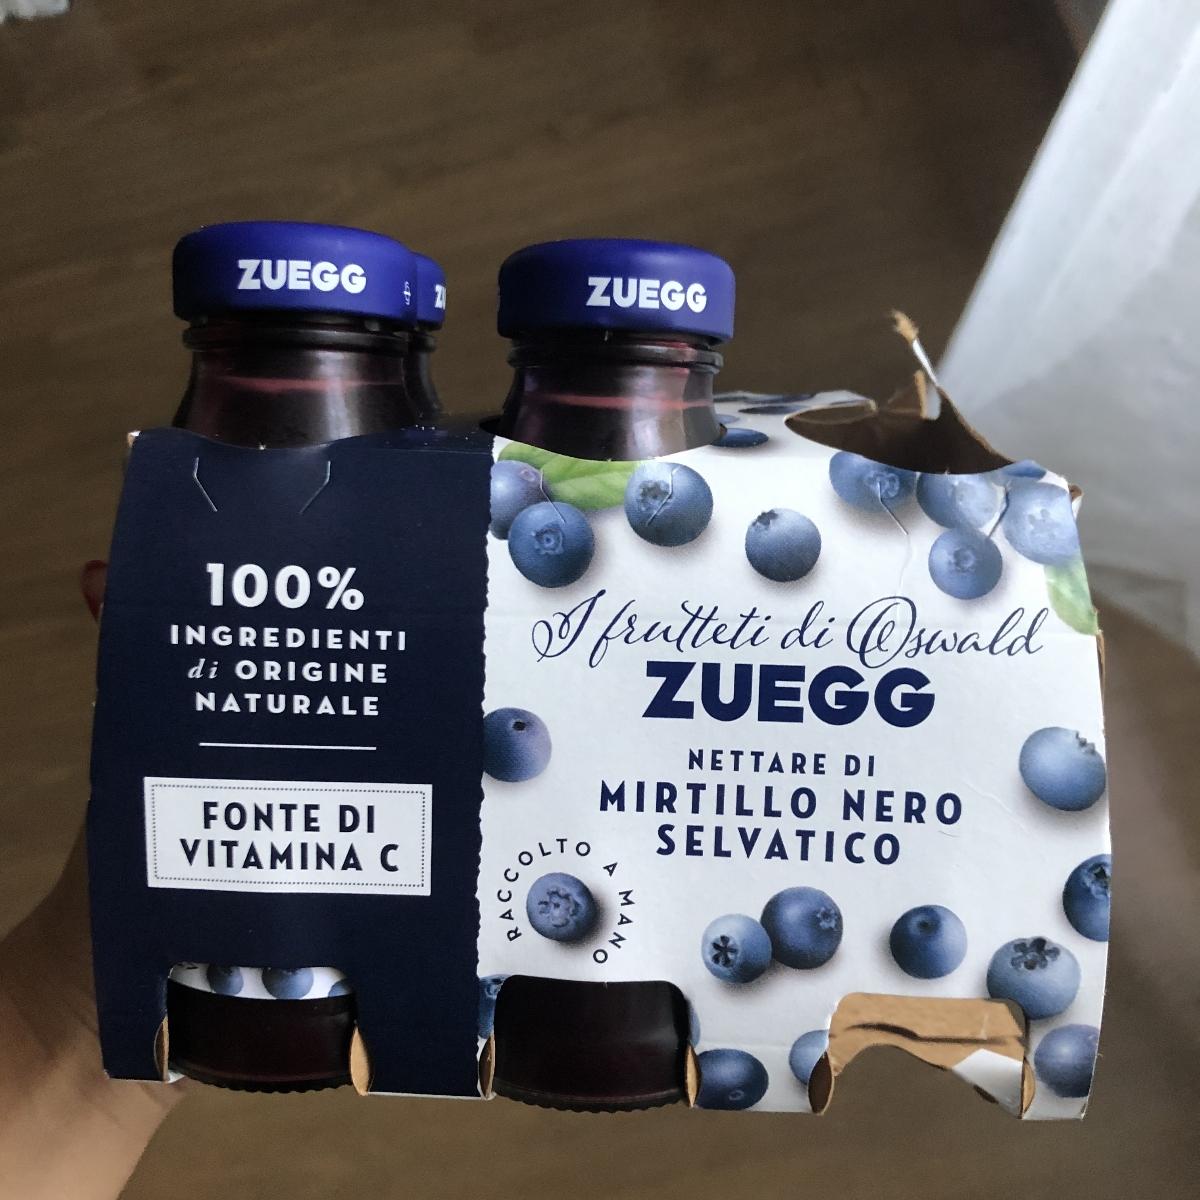 ZUEGG
ZUEGG
100%
INGREDIENTI
di ORIGINE
NATURALE
FONTE DI
VITAMINA C
I frutteti di Oswald
ZUEGG
NETTARE DI
MIRTILLO NERO
SELVATICO
RACCOLTO A MANO